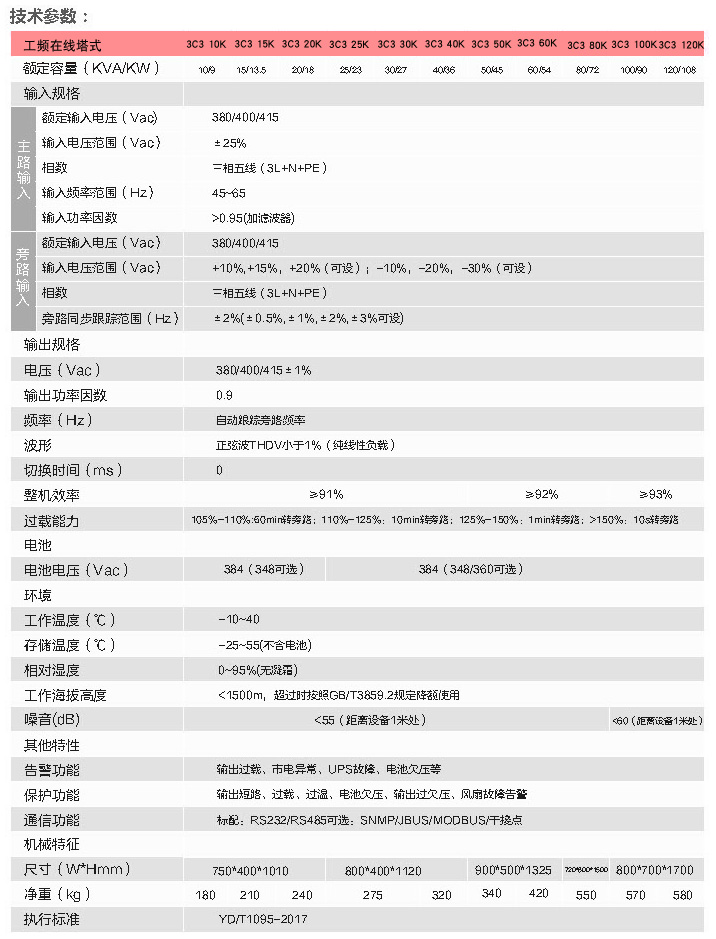 技术参数：
工频在线塔式 3C3 10K 3C3 15K 3C3 20K 3C3 25K 3C3 30K 3C3 40K 3C3 50K 3C3 60K 3C3 80K 3C3 100K 3C3 120K
额定容量（KVA/KW） 10/9 15/13.5 20/18 25/23 30/27 40/36 50/45 60/54 80/72 100/90 120/108
输入规格
主路输入
额定输入电压（Vac） 380/400/415
输入电压范围（Vac） ±25%
相数 三相五线（3L+N+PE）
输入频率范围（Hz） 45~65
输入功率因数 >0.95(加滤波器)
旁路输入
额定输入电压（Vac） 380/400/415
输入电压范围（Vac） +10%,+15%，+20%（可设）；-10%，-20%，-30%（可设）
相数 三相五线（3L+N+PE）
旁路同步跟踪范围（Hz） ±2%(±0.5%,±1%,±2%,±3%可设)
输出规格
电压（Vac） 380/400/415±1%
输出功率因数 0.9
频率（Hz） 自动跟踪旁路频率
波形 正弦波THDV小于1%（纯线性负载）
切换时间（ms） 0
整机效率 ≥91% ≥92% ≥93%
过载能力 105%-110%:60min转旁路；110%-125%：10min转旁路；125%-150%：1min转旁路；>150%：10s转旁路
电池
电池电压（Vac） 384（348可选） 384（348/360可选）
环境
工作温度（℃） -10~40
存储温度（℃） -25~55(不含电池)
相对湿度 0~95%(无凝霜)
工作海拔高度 <1500m，超过时按照GB/T3859.2规定降额使用
噪音(dB) <55（距离设备1米处） <60（距离设备1米处）
其他特性
告警功能 输出过载、市电异常、UPS故障、电池欠压等
保护功能 输出短路、过载、过温、电池欠压、输出过欠压、风扇故障告警
通信功能 标配：RS232/RS485可选：SNMP/JBUS/MODBUS/干接点
机械特征
尺寸（W*Hmm） 750*400*1010 800*400*1120 900*500*1325 720*800*1500 800*700*1700
净重（kg） 180 210 240 275 320 340 420 550 570 580
执行标准 YD/T1095-2017